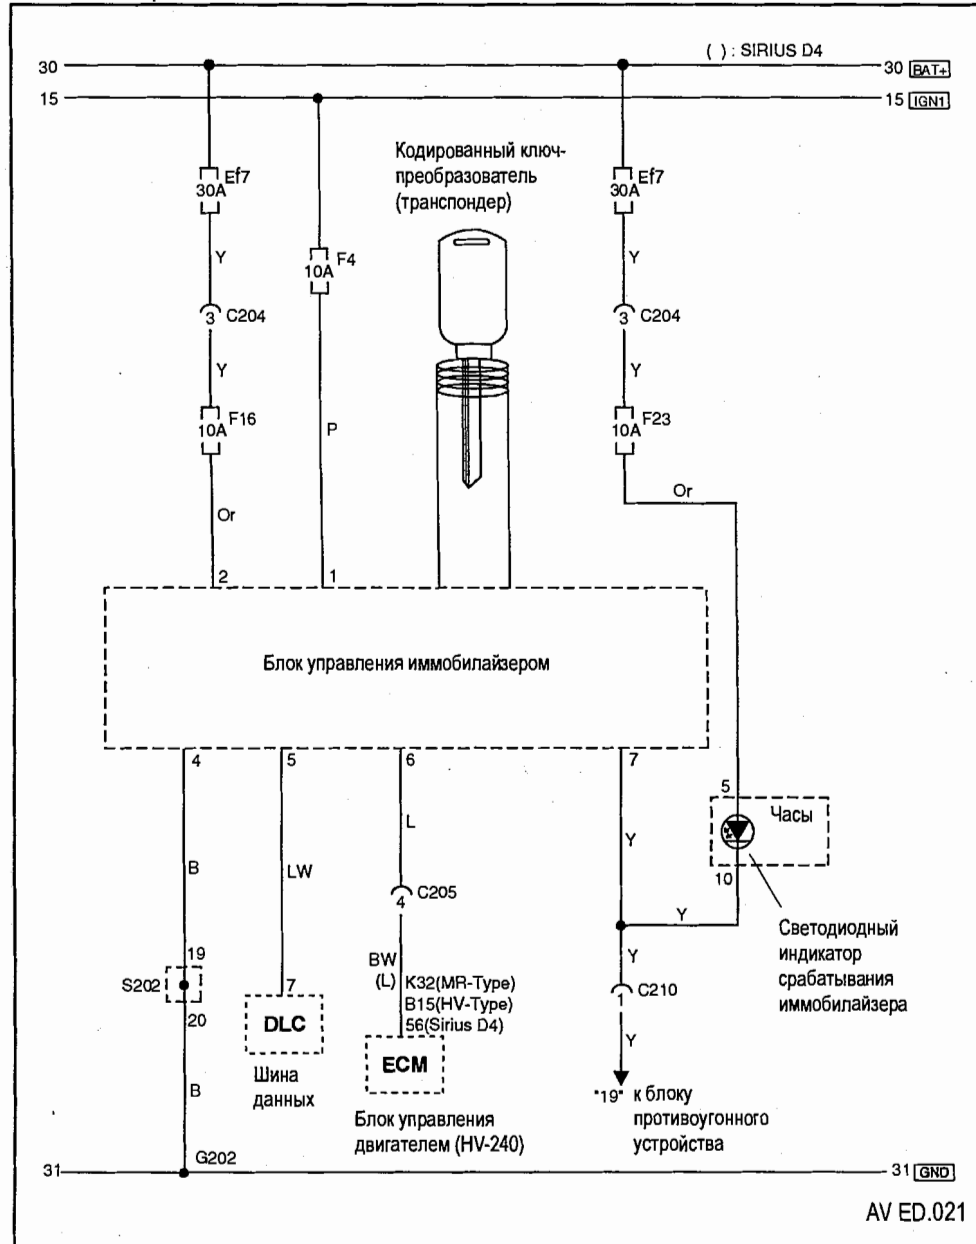 ( ) : SIRIUS D4
30
30 BAT+
15
15 IGN1
Кодированный ключ-
преобразователь
(транспондер)
Ef7
30A
Ef7
30A
F4
10A
Y
Y
3 C204
3 C204
Y
Y
F16
10A
P
F23
10A
Or
Or
2
1
Блок управления иммобилайзером
4
5
6
7
5
Часы
10
B
LW
L
Y
Y
4
C205
Светодиодный
индикатор
срабатывания
иммобилайзера
19
S202
20
BW
(L)
K32(MR-Type)
B15(HV-Type)
56(Sirius D4)
Y
C210
1
Y
7
DLC
Шина
данных
ECM
Блок управления
двигателем (HV-240)
"19" к блоку
противоугонного
устройства
B
G202
31
31 GND
AV ED.021